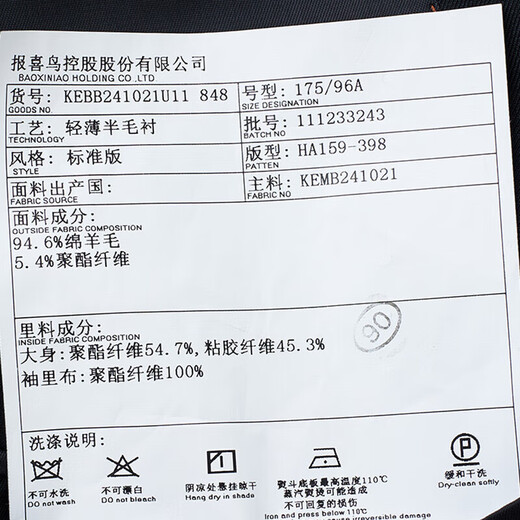 报喜鸟控股股份有限公司
BAOXINIAO HOLDING CO.,LTD
货号: KEBB241021U11 848
GOODS NO.
号型: 175/96A
SIZE DESIGNATION
工艺: 轻薄半毛衬
TECHNOLOGY
批号: 111233243
BATCH NO.
风格: 标准版
STYLE
版型: HA159-398
PATTEN
面料出产国:
FABRIC SOURCE
主料: KEMB241021
FABRIC NO.
面料成分:
OUTSIDE FABRIC COMPOSITION
94.6%绵羊毛
5.4%聚酯纤维
里料成分:
INSIDE FABRIC COMPOSITION
大身: 聚酯纤维54.7%,粘胶纤维45.3%
袖里布: 聚酯纤维100%
90
洗涤说明:
P
不可水洗
Do not wash
不可漂白
Do not bleach
阴凉处悬挂晾干
Hang dry in shade
熨斗底板最高温度110℃
蒸汽熨烫可能造成
不可回复的损伤
Iron and press below 110℃
irreversible damage
缓和干洗
Dry-clean softly